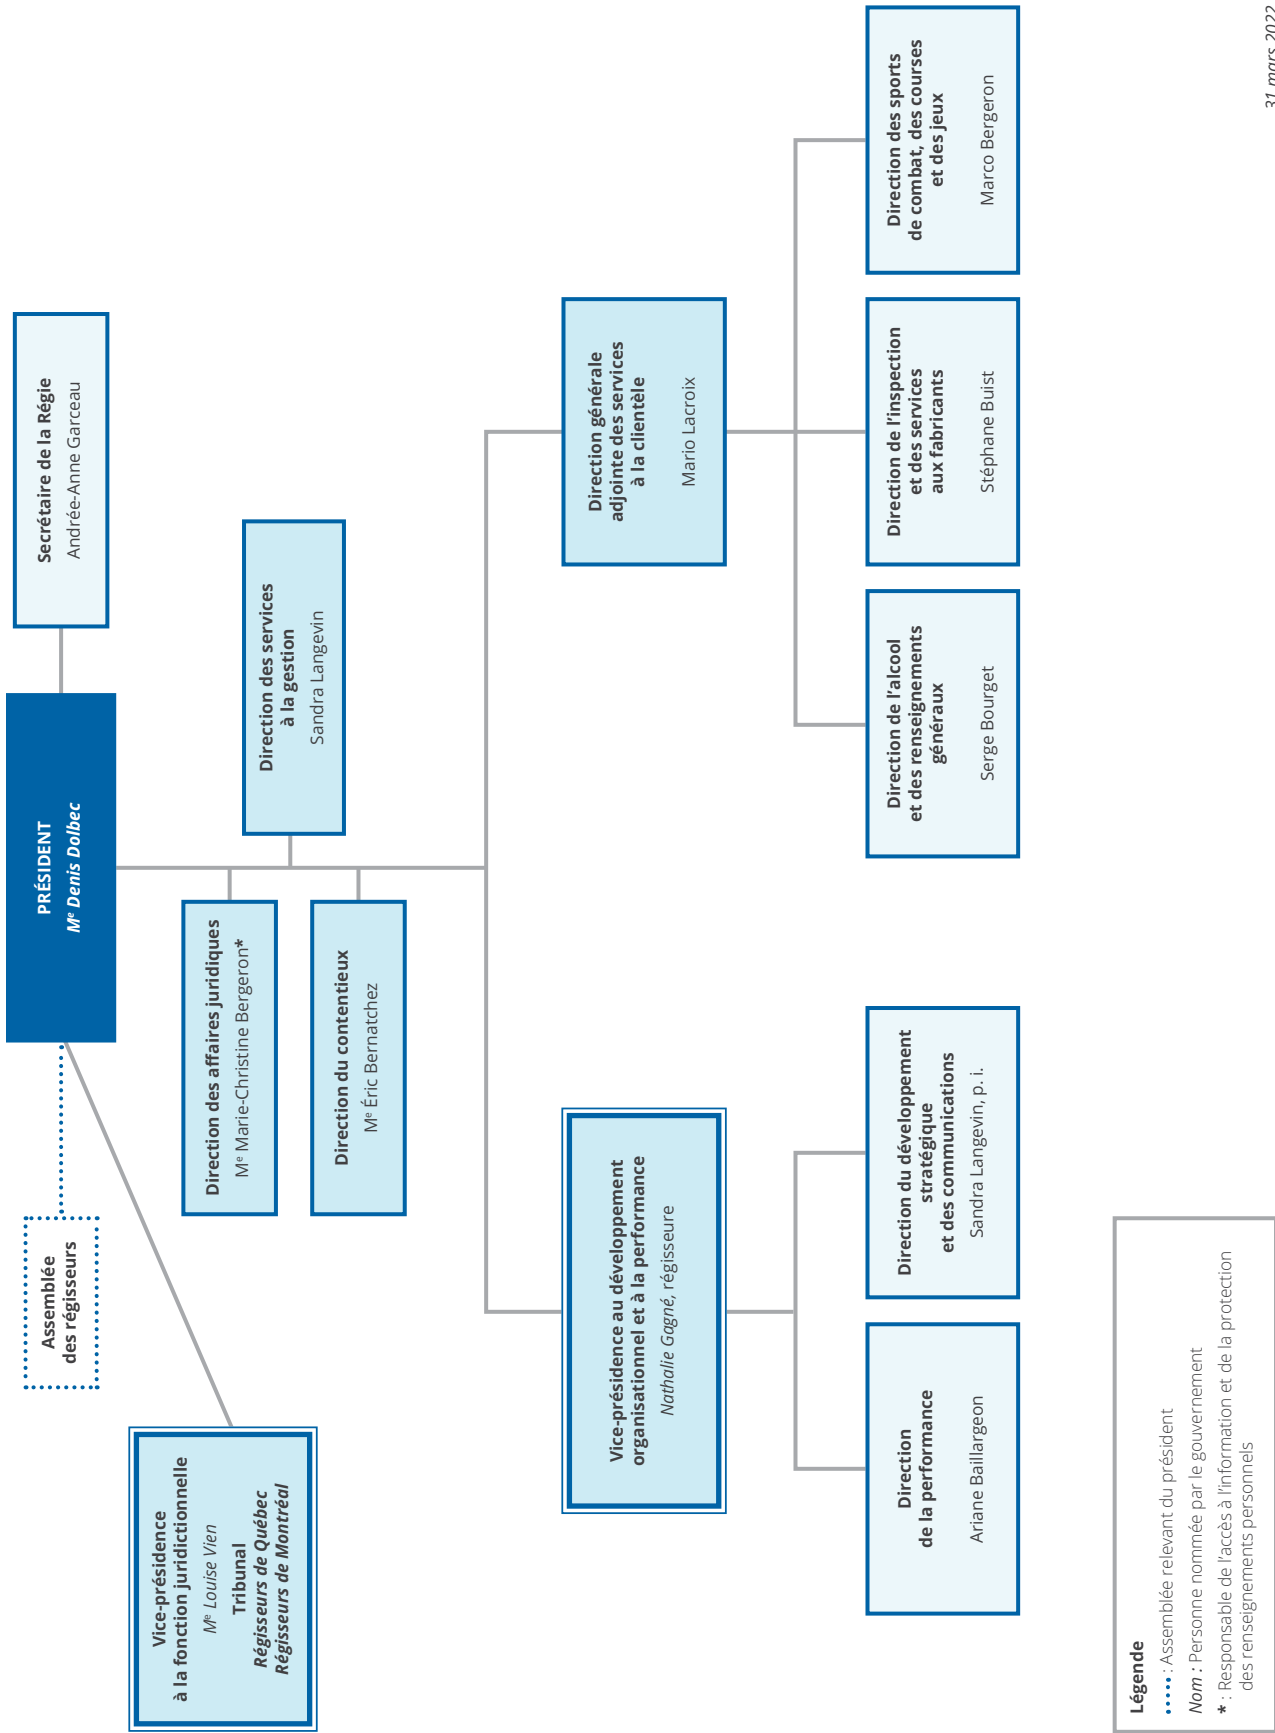 PRÉSIDENT
Mᵉ Denis Dolbec
Secrétaire de la Régie
Andrée-Anne Garceau
Assemblée
des régisseurs
Vice-présidence
à la fonction juridictionnelle
Mᵉ Louise Vien
Tribunal
Régisseurs de Québec
Régisseurs de Montréal
Direction des affaires juridiques
Mᵉ Marie-Christine Bergeron*
Direction des services
à la gestion
Sandra Langevin
Direction du contentieux
Mᵉ Éric Bernatchez
Vice-présidence au développement
organisationnel et à la performance
Nathalie Gagné, régisseure
Direction générale
adjointe des services
à la clientèle
Mario Lacroix
Direction
de la performance
Ariane Baillargeon
Direction du développement
stratégique
et des communications
Sandra Langevin, p. i.
Direction de l'alcool
et des renseignements
généraux
Serge Bourget
Direction de l'inspection
et des services
aux fabricants
Stéphane Buist
Direction des sports
de combat, des courses
et des jeux
Marco Bergeron
Légende
····· : Assemblée relevant du président
Nom : Personne nommée par le gouvernement
* : Responsable de l'accès à l'information et de la protection
des renseignements personnels
31 mars 2022